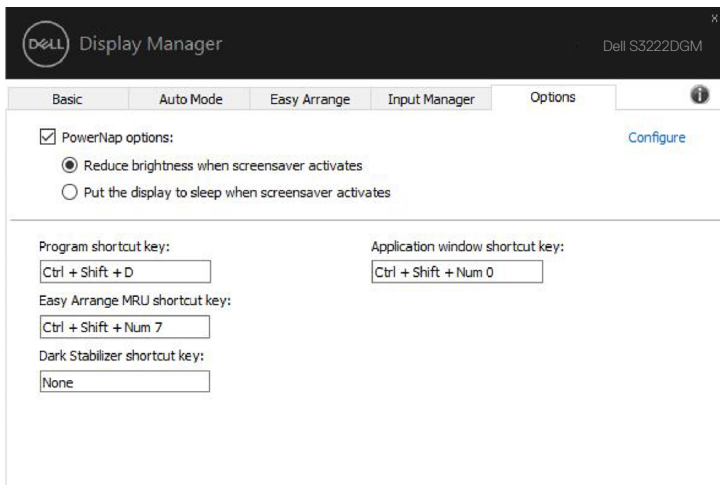 x
DELL Display Manager
Dell S3222DGM
Basic Auto Mode Easy Arrange Input Manager Options i
PowerNap options: Configure
Reduce brightness when screensaver activates
Put the display to sleep when screensaver activates
Program shortcut key: Application window shortcut key:
Ctrl + Shift + D Ctrl + Shift + Num 0
Easy Arrange MRU shortcut key:
Ctrl + Shift + Num 7
Dark Stabilizer shortcut key:
None